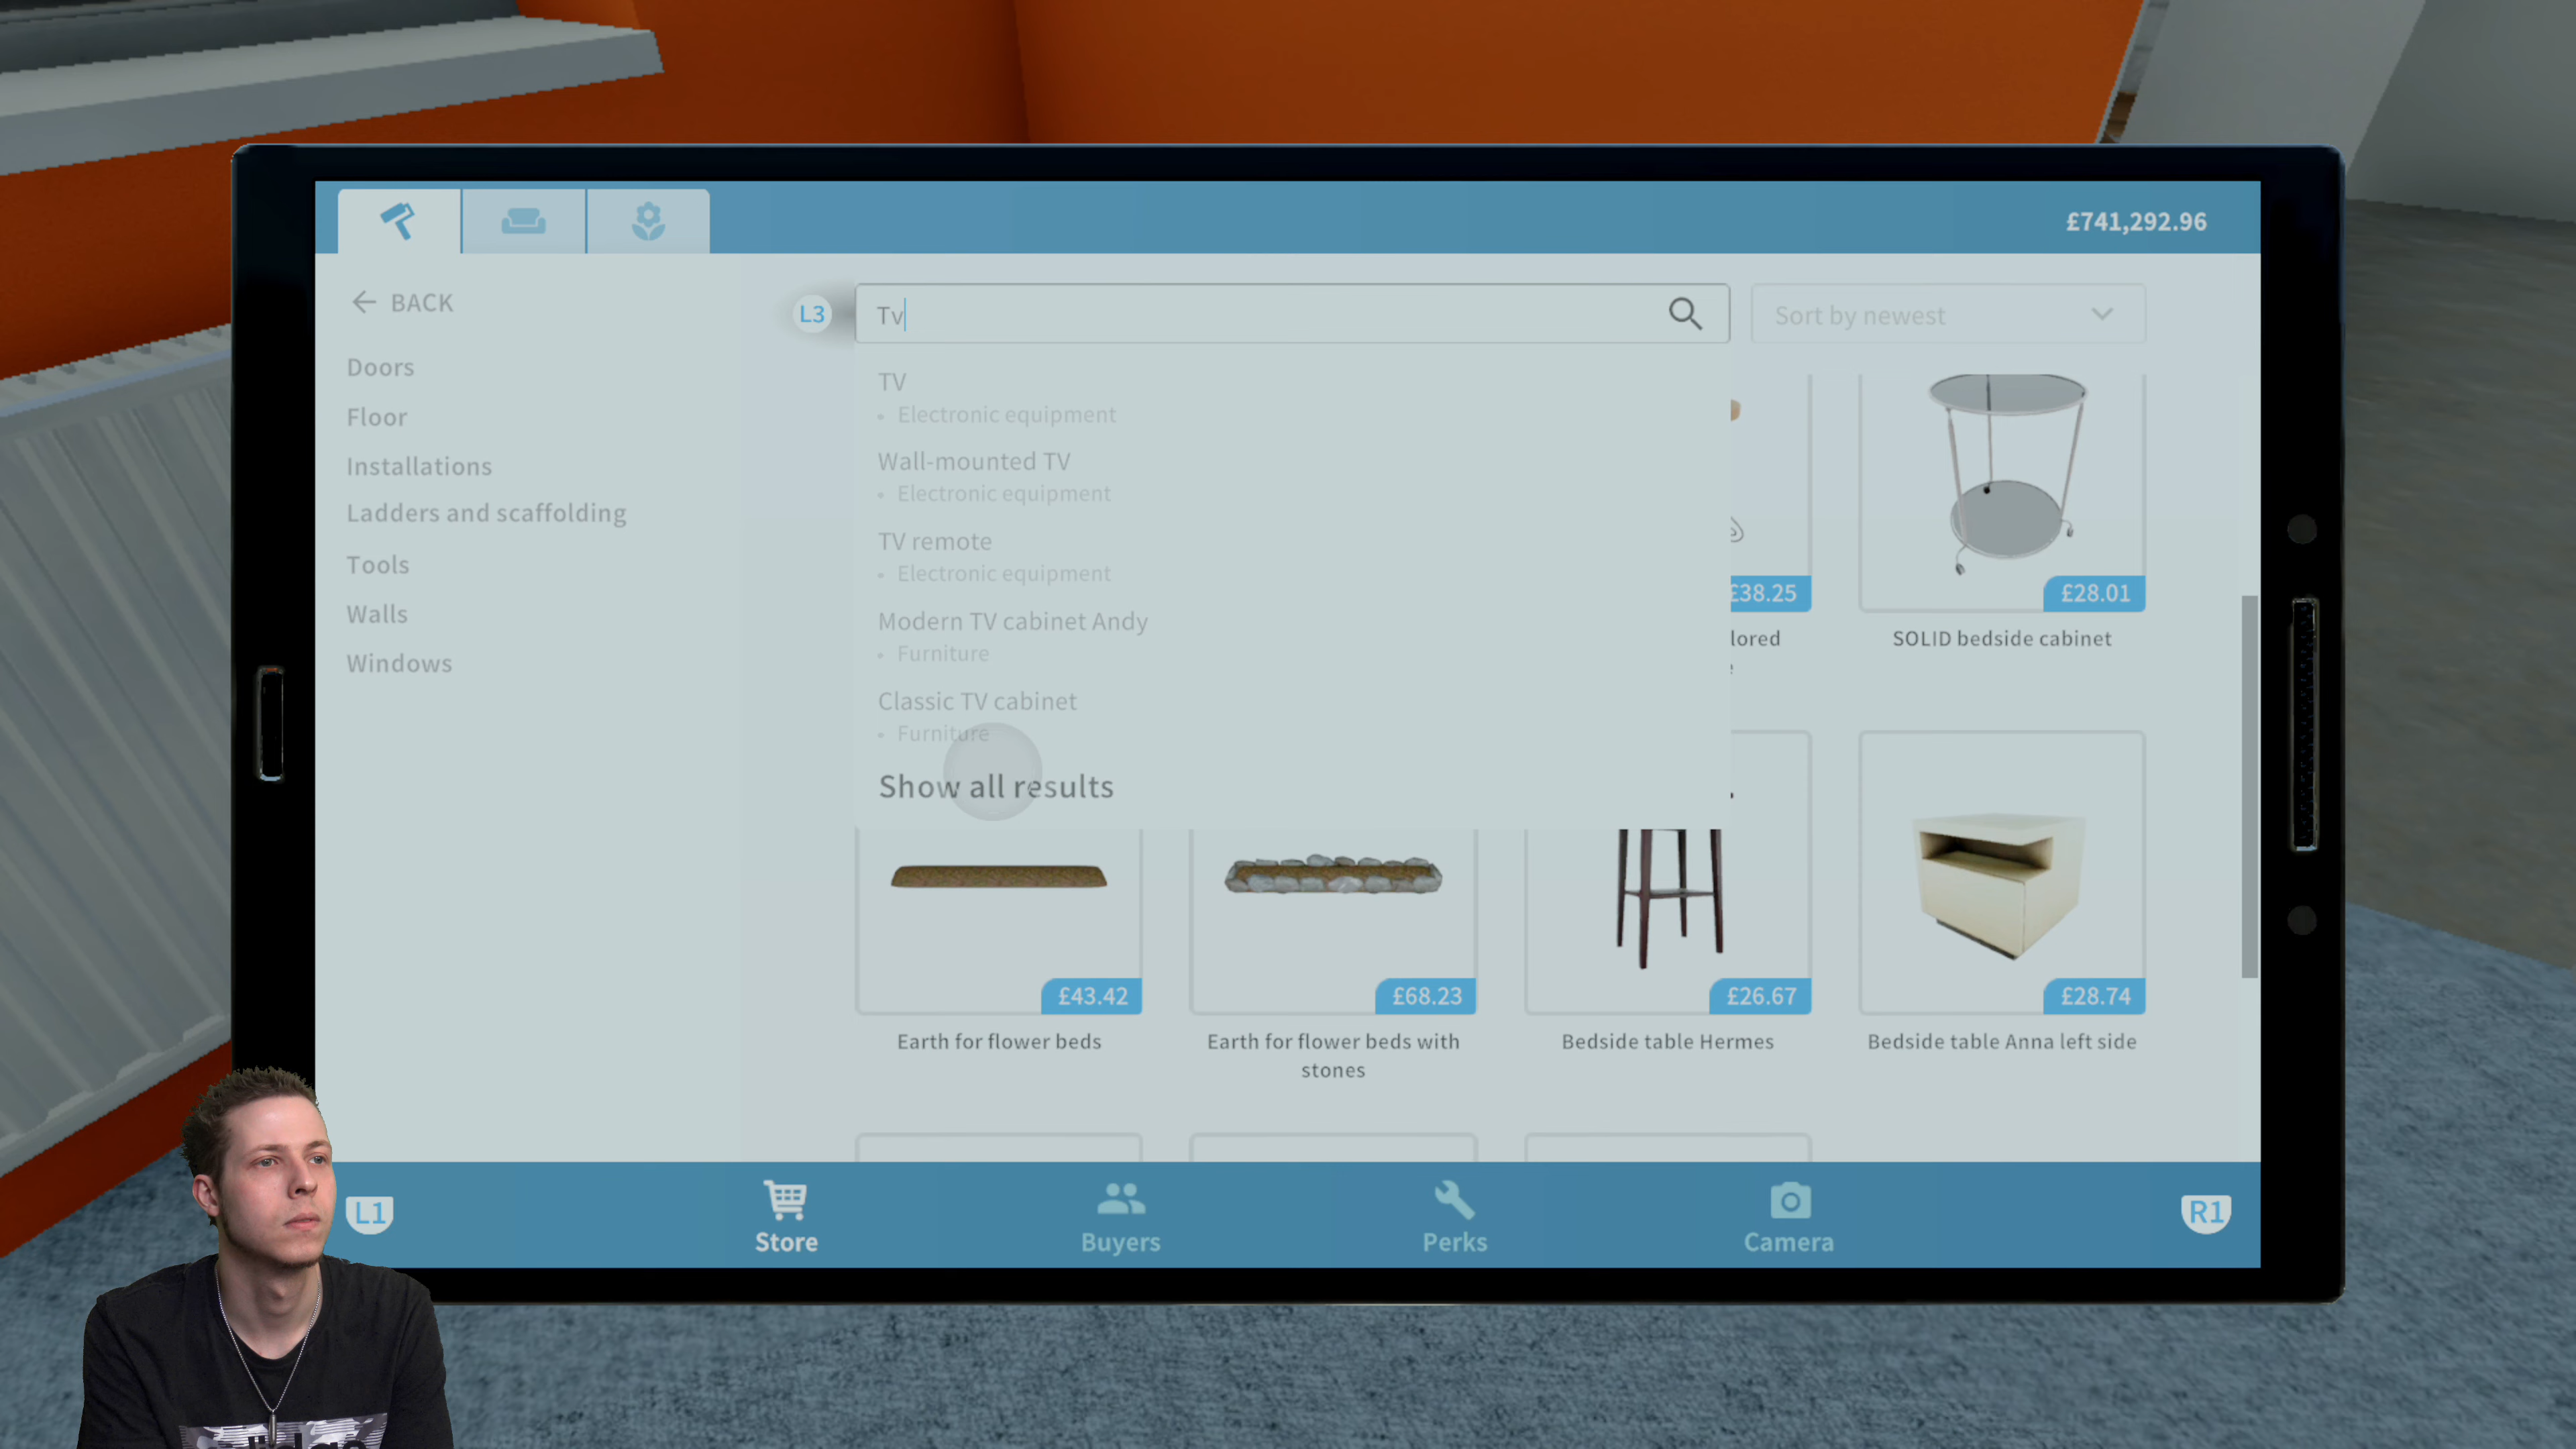 £741,292.96
BACK
L3
Tv
Sort by newest
Doors
Floor
Installations
Ladders and scaffolding
Tools
Walls
Windows
TV
• Electronic equipment
Wall-mounted TV
• Electronic equipment
TV remote
• Electronic equipment
Modern TV cabinet Andy
• Furniture
Classic TV cabinet
• Furniture
Show all results
£38.25
£28.01
lored
SOLID bedside cabinet
£43.42
£68.23
£26.67
£28.74
Earth for flower beds
Earth for flower beds with
stones
Bedside table Hermes
Bedside table Anna left side
L1
Store
Buyers
Perks
Camera
R1